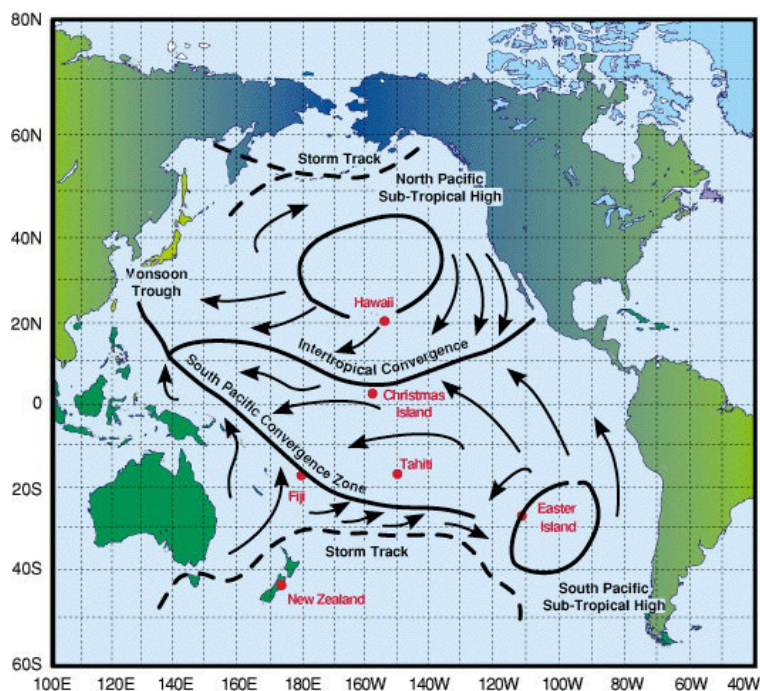 80N
60N
Storm Track
North Pacific
Sub-Tropical High
40N
Monsoon
Trough
Hawaii
20N
Intertropical Convergence
South Pacific Convergence Zone
Christmas
Island
0
Tahiti
20S
Fiji
Easter
Island
Storm Track
40S
South Pacific
Sub-Tropical High
New Zealand
60S
100E 120E 140E 160E 180E 160W 140W 120W 100W 80W 60W 40W